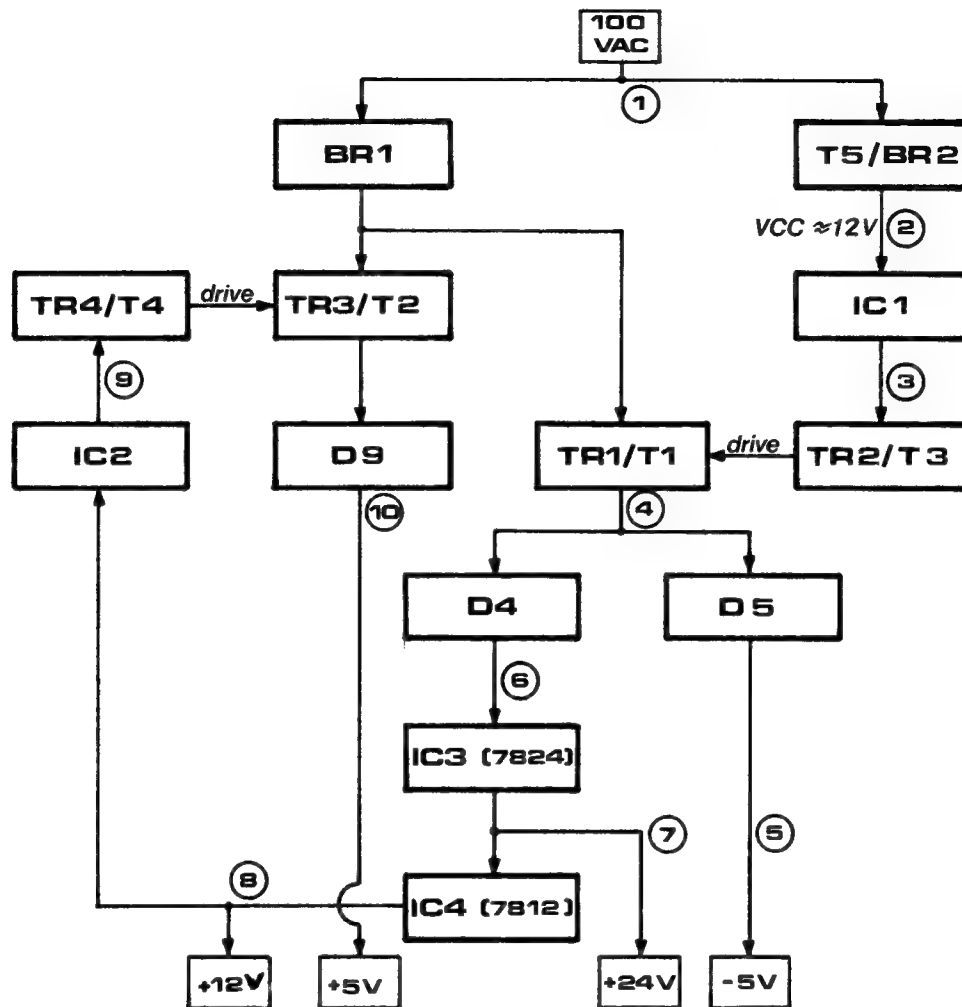 100
VAC
1
BR1
T5/BR2
VCC ≈12V
2
TR4/T4
drive
TR3/T2
IC1
9
3
IC2
D9
TR1/T1
drive
TR2/T3
10
4
D4
D5
6
IC3 (7824)
7
5
8
IC4 (7812)
+12V
+5V
+24V
-5V